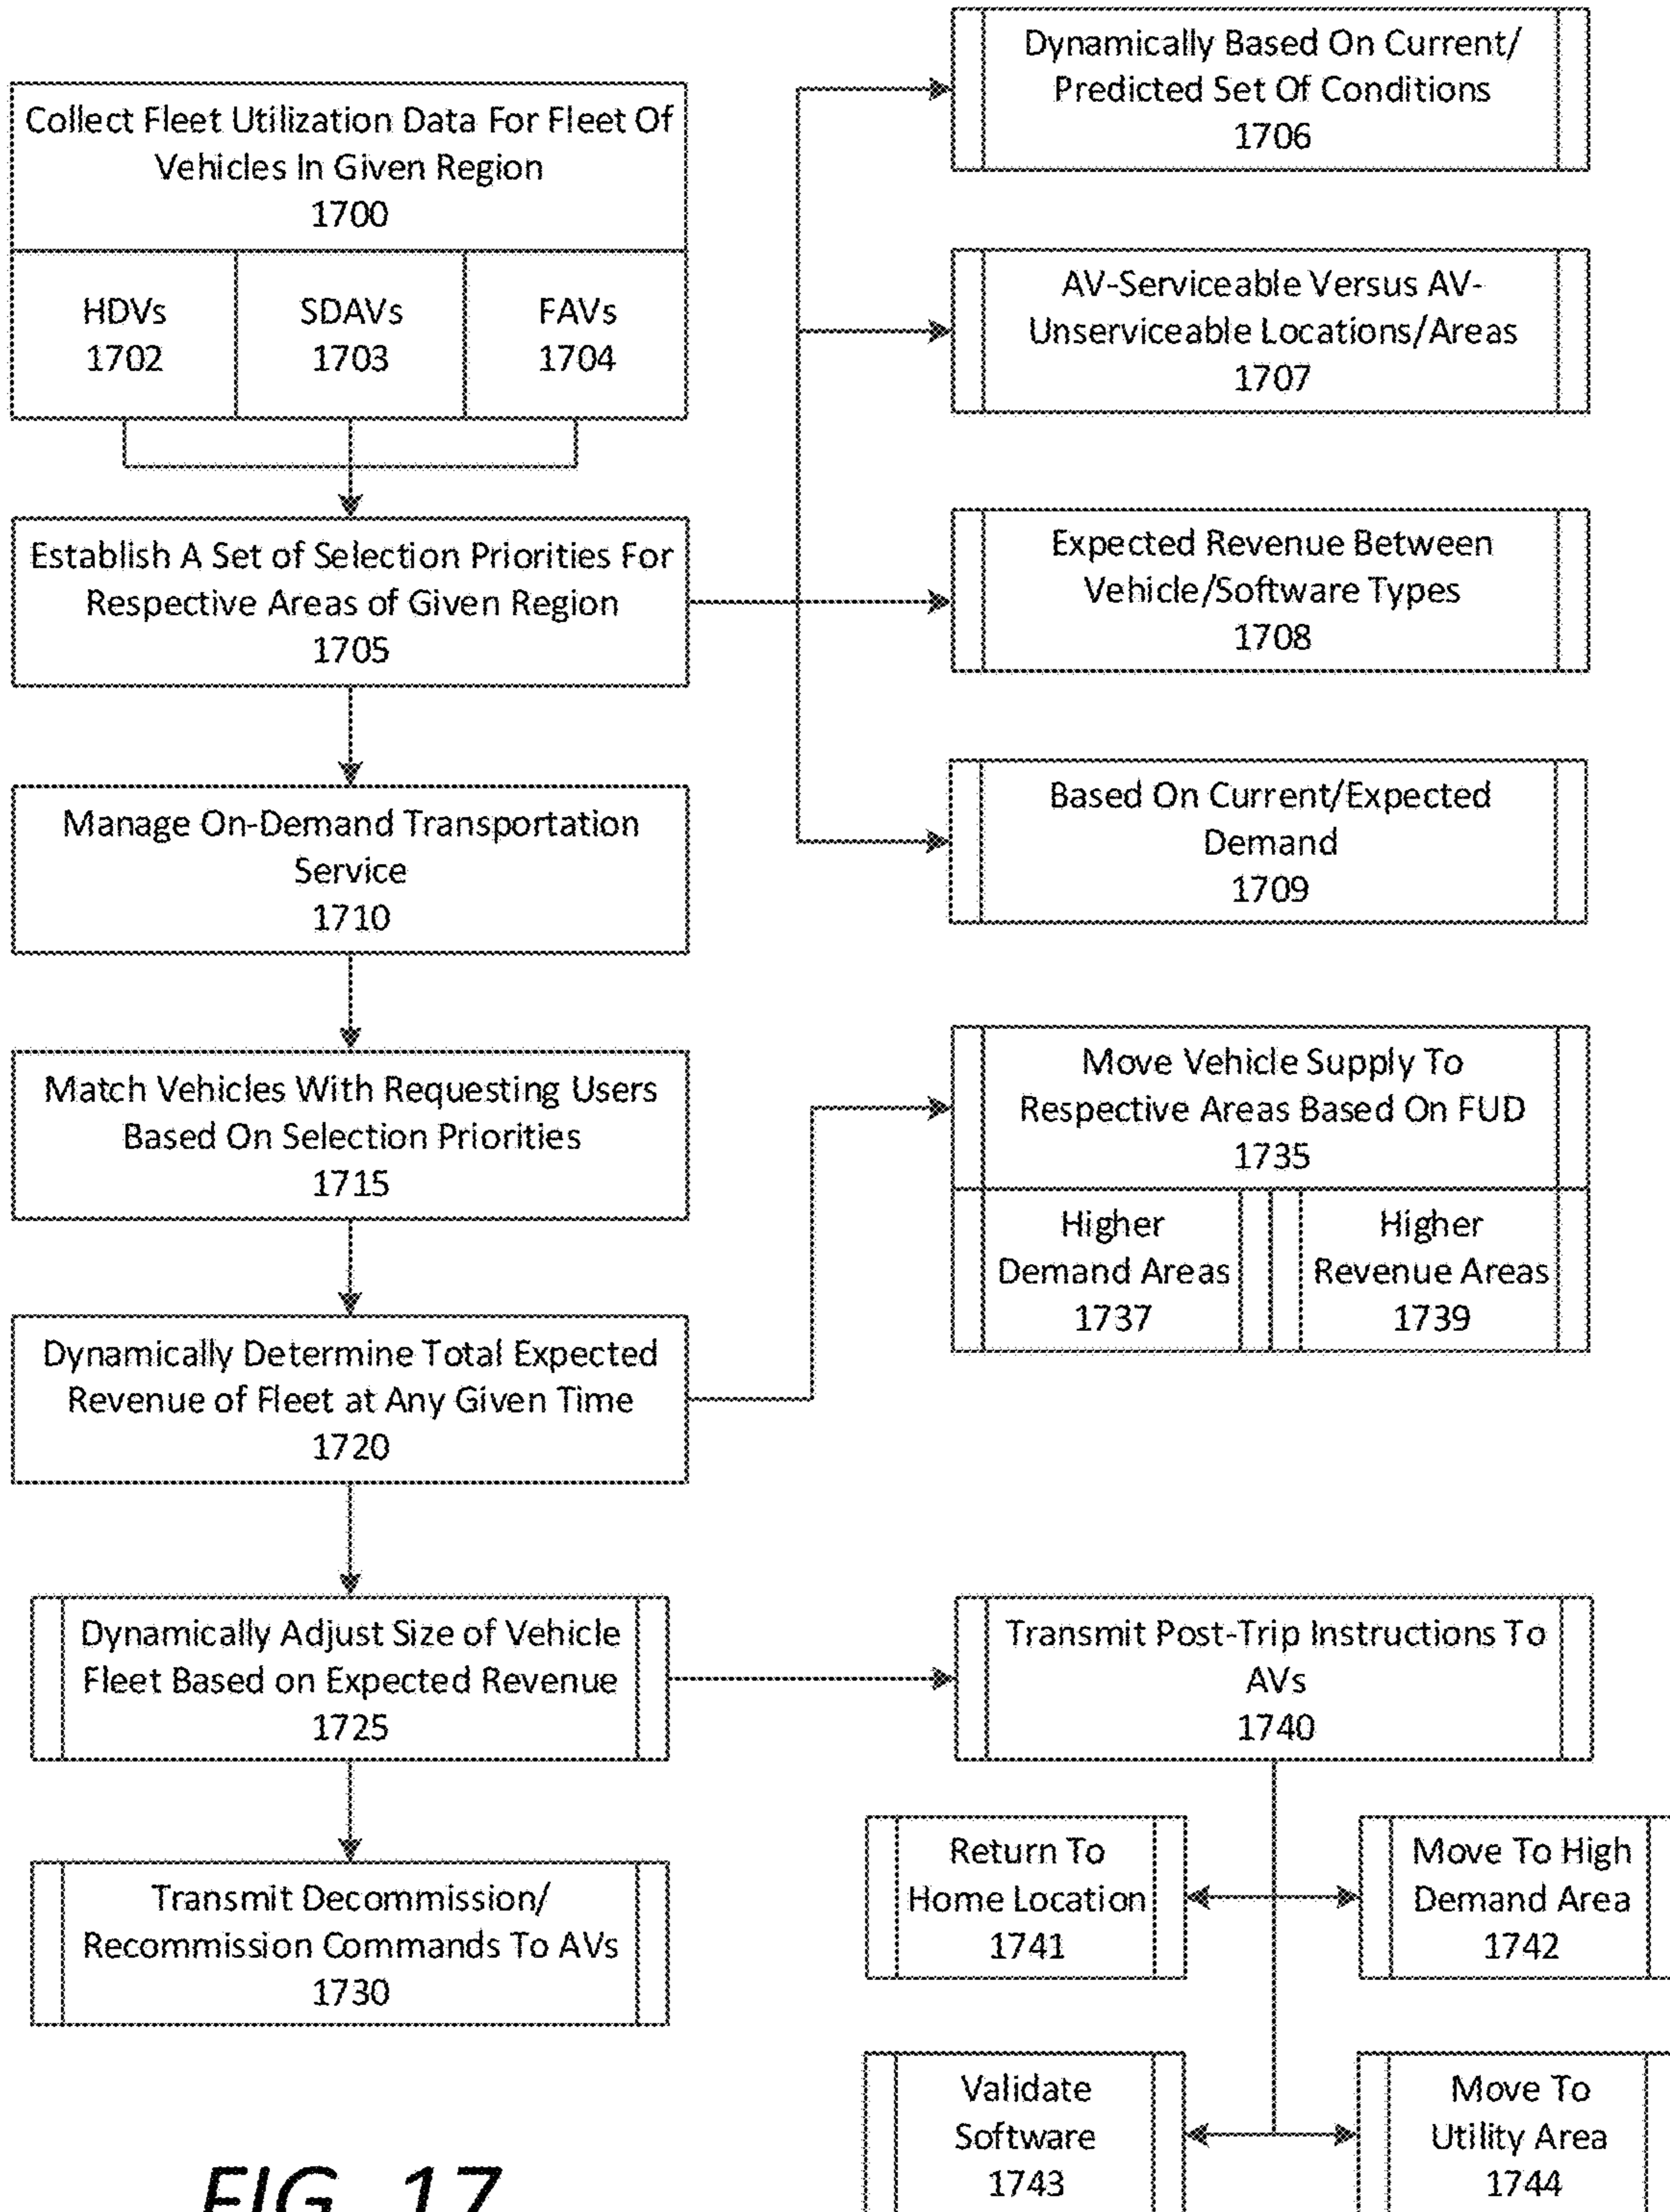 Collect Fleet Utilization Data For Fleet Of
Vehicles In Given Region
1700
HDVs
1702
SDAVs
1703
FAVs
1704
Establish A Set of Selection Priorities For
Respective Areas of Given Region
1705
Dynamically Based On Current/
Predicted Set Of Conditions
1706
AV-Serviceable Versus AV-
Unserviceable Locations/Areas
1707
Expected Revenue Between
Vehicle/Software Types
1708
Based On Current/Expected
Demand
1709
Manage On-Demand Transportation
Service
1710
Match Vehicles With Requesting Users
Based On Selection Priorities
1715
Dynamically Determine Total Expected
Revenue of Fleet at Any Given Time
1720
Move Vehicle Supply To
Respective Areas Based On FUD
1735
Higher
Demand Areas
1737
Higher
Revenue Areas
1739
Dynamically Adjust Size of Vehicle
Fleet Based on Expected Revenue
1725
Transmit Decommission/
Recommission Commands To AVs
1730
Transmit Post-Trip Instructions To
AVs
1740
Return To
Home Location
1741
Move To High
Demand Area
1742
Validate
Software
1743
Move To
Utility Area
1744
FIG. 17